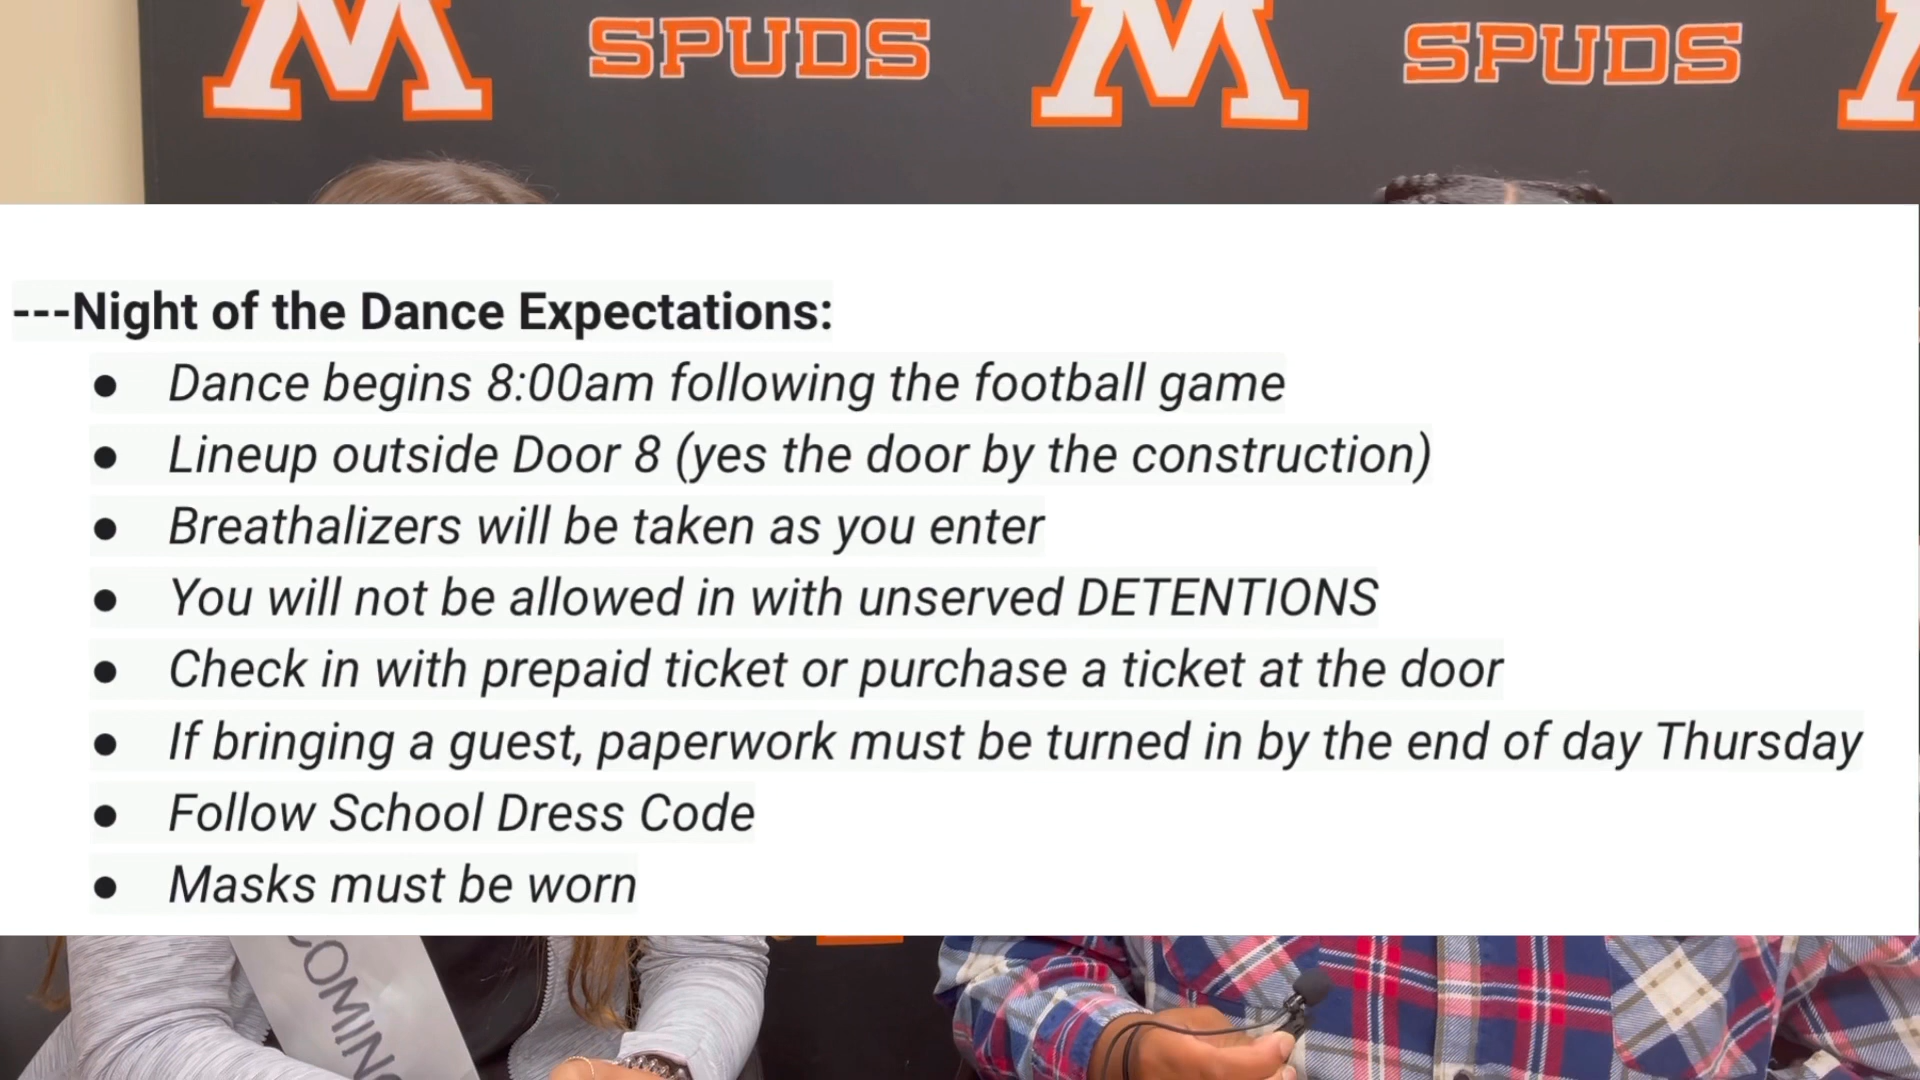 M SPUDS M SPUDS M
---Night of the Dance Expectations:
● Dance begins 8:00am following the football game
● Lineup outside Door 8 (yes the door by the construction)
● Breathalizers will be taken as you enter
● You will not be allowed in with unserved DETENTIONS
● Check in with prepaid ticket or purchase a ticket at the door
● If bringing a guest, paperwork must be turned in by the end of day Thursday
● Follow School Dress Code
● Masks must be worn
COMING